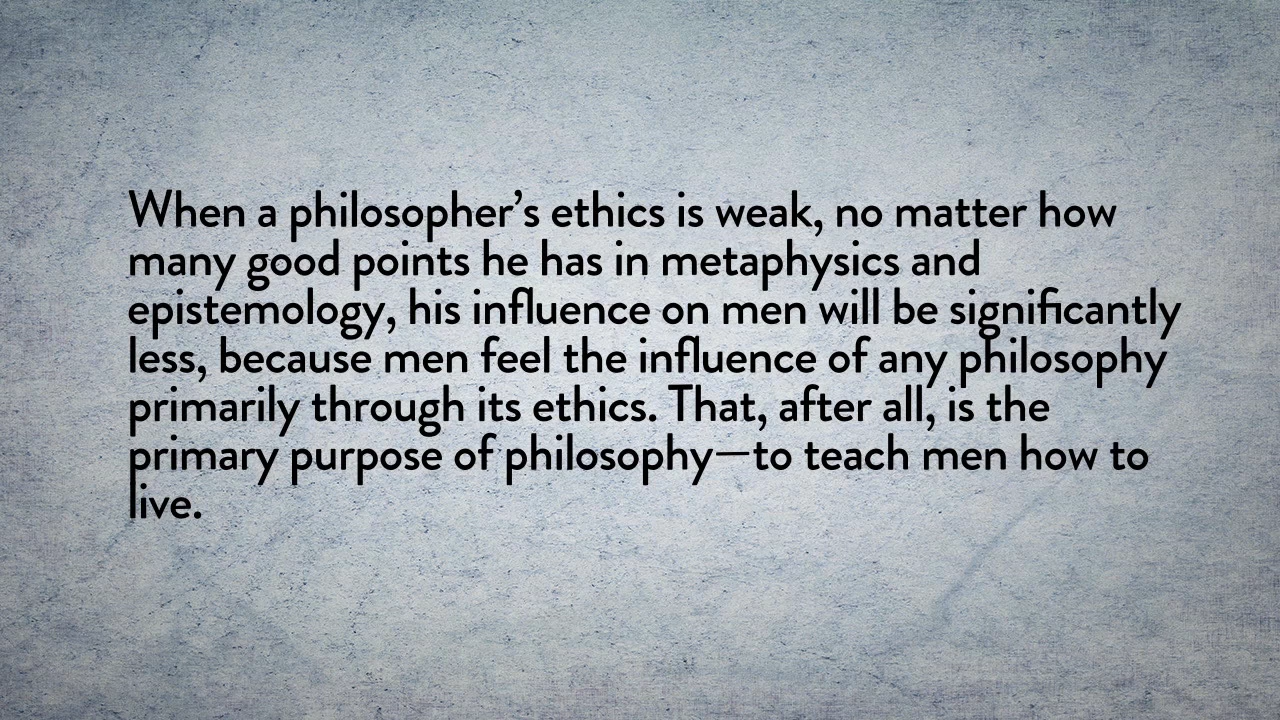 When a philosopher’s ethics is weak, no matter how
many good points he has in metaphysics and
epistemology, his influence on men will be significantly
less, because men feel the influence of any philosophy
primarily through its ethics. That, after all, is the
primary purpose of philosophy—to teach men how to
live.